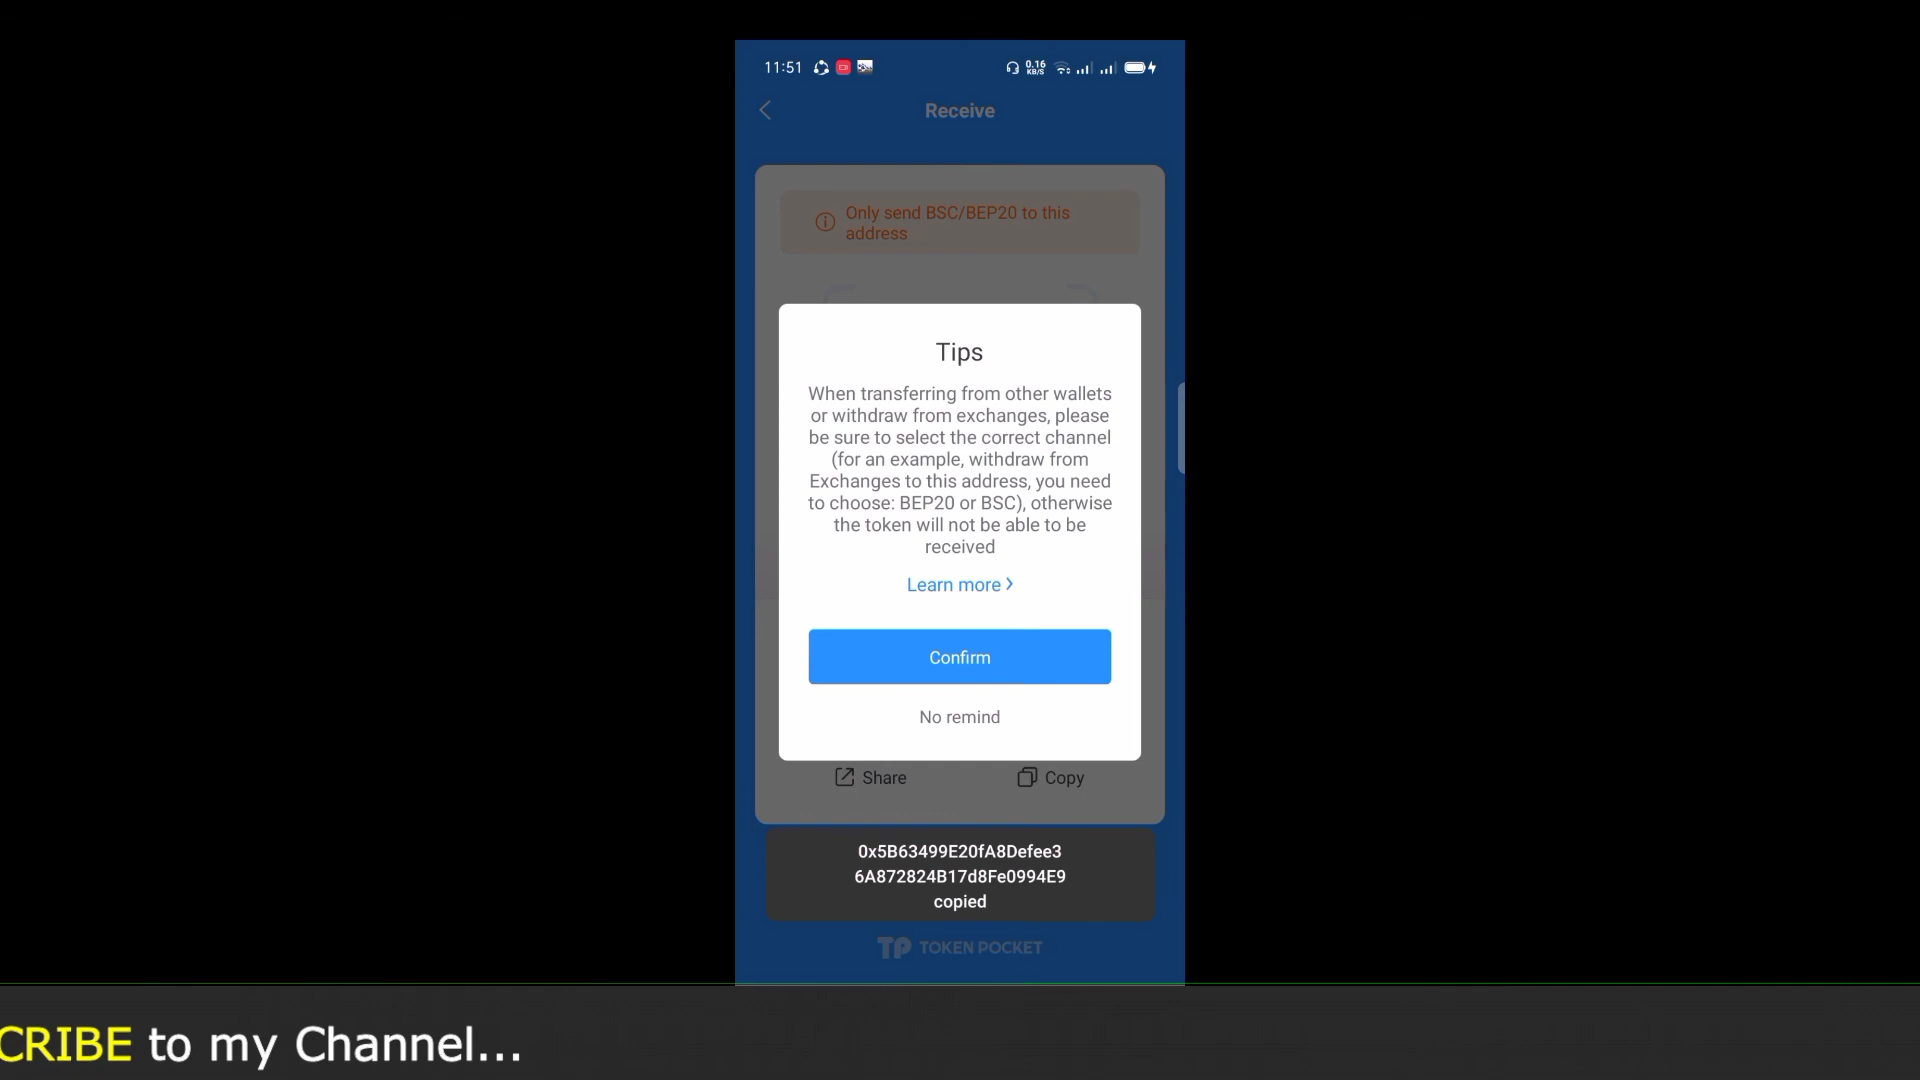 11:51
0.16
KB/S
Receive
Only send BSC/BEP20 to this
address
Tips
When transferring from other wallets
or withdraw from exchanges, please
be sure to select the correct channel
(for an example, withdraw from
Exchanges to this address, you need
to choose: BEP20 or BSC), otherwise
the token will not be able to be
received
Learn more
Confirm
No remind
Share
Copy
0x5B63499E20fA8Defee3
6A872824B17d8Fe0994E9
copied
TP TOKEN POCKET
CRIBE to my Channel...